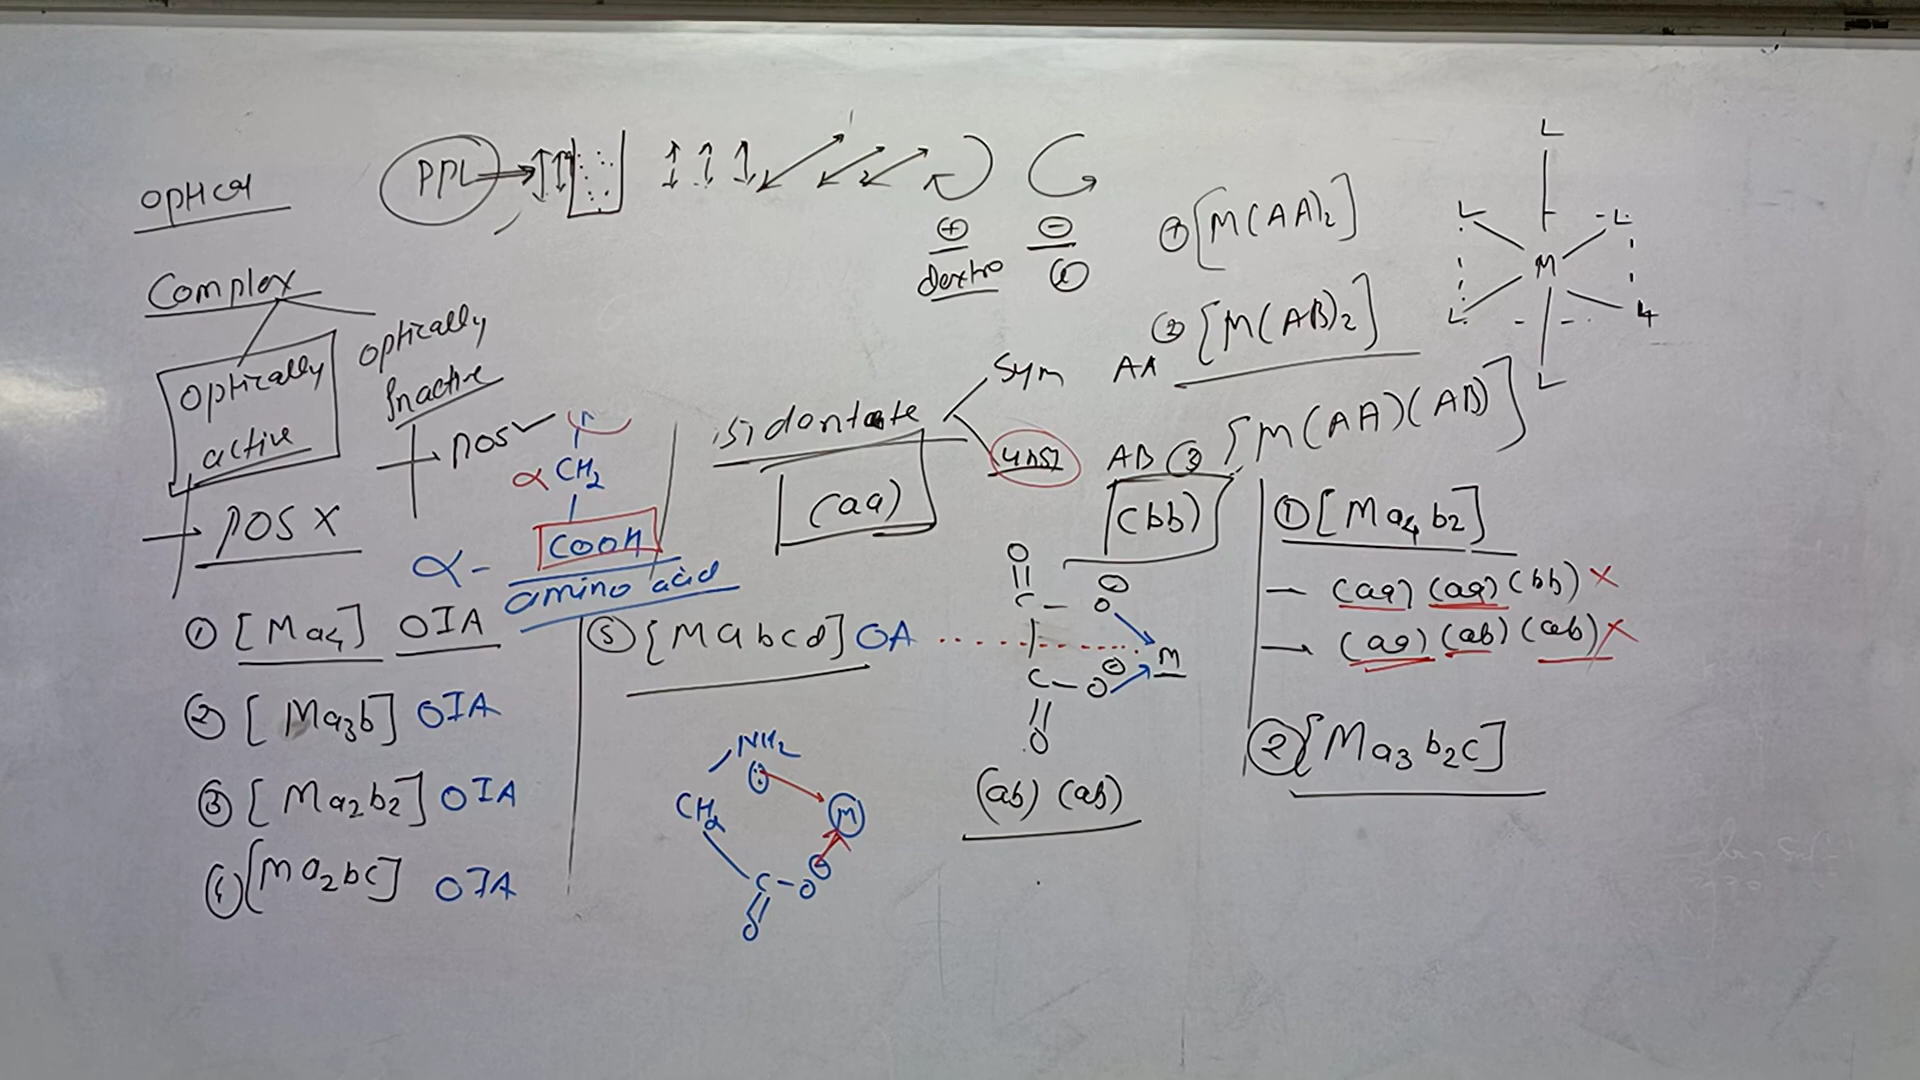 optical
PPL
+
dextro
-
(l)
Complex
optically
active
optically
Inactive
POS X
POS ✓
α CH2
COOH
α- amino acid
Sym AA
AB
(aa)
(bb)
① [M(AA)2]
② [M(AB)2]
③ [M(AA)(AB)]
L
L L
M
L L
L
① [Ma4] OIA
② [Ma3b] OIA
③ [Ma2b2] OIA
④ [Ma2bc] OIA
⑤ [Mabcd] OA
NH2
CH2
M
C-O
O
O
C-O
M
C-O
O
(ab) (ab)
① [Ma4b2]
- (aa) (aa) (bb) X
→ (aa) (ab) (ab) X
② [Ma3b2c]